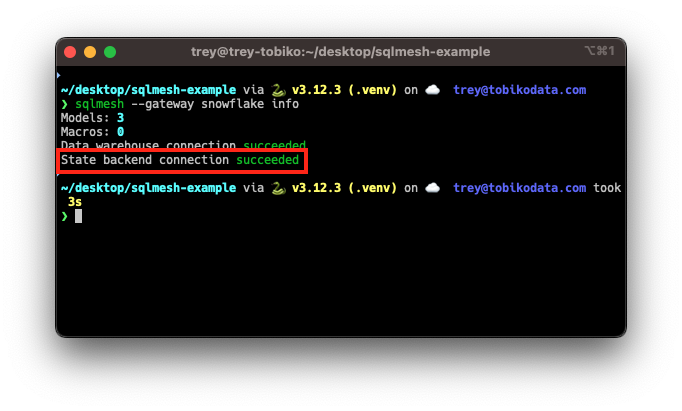 trey@trey-tobiko:~/desktop/sqlmesh-example
⌥⌘1
~/desktop/sqlmesh-example via 🐍 v3.12.3 (.venv) on ☁️ trey@tobikodata.com
❯ sqlmesh --gateway snowflake info
Models: 3
Macros: 0
Data warehouse connection succeeded
State backend connection succeeded
~/desktop/sqlmesh-example via 🐍 v3.12.3 (.venv) on ☁️ trey@tobikodata.com took
3s
❯